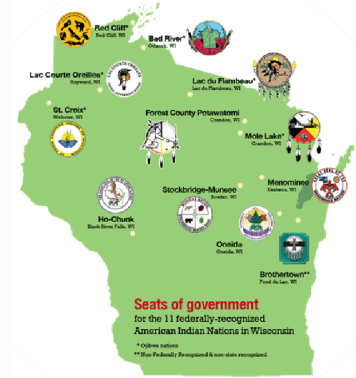 Red Cliff*
Red Cliff, WI
Bad River*
Odanah, WI
Lac Courte Oreilles*
Hayward, WI
Lac du Flambeau*
Lac du Flambeau, WI
St. Croix*
Webster, WI
Forest County Potawatomi
Crandon, WI
Mole Lake*
Crandon, WI
Stockbridge-Munsee
Bowler, WI
Menominee
Keshena, WI
Ho-Chunk
Black River Falls, WI
Oneida
Oneida, WI
Brothertown**
Fond du Lac, WI
Seats of government
for the 11 federally-recognized
American Indian Nations in Wisconsin
* Ojibwe nations
** Non-Federally Recognized & non-state recognized